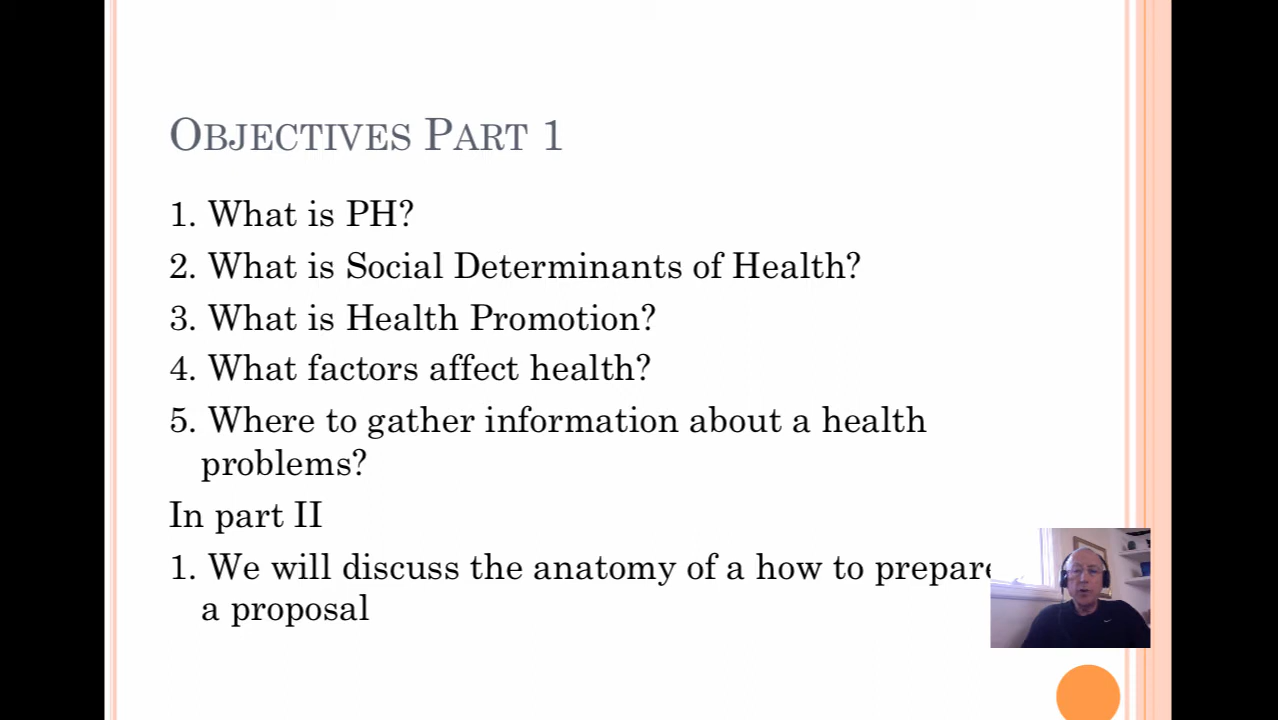 OBJECTIVES PART 1
1. What is PH?
2. What is Social Determinants of Health?
3. What is Health Promotion?
4. What factors affect health?
5. Where to gather information about a health
problems?
In part II
1. We will discuss the anatomy of a how to prepare
a proposal